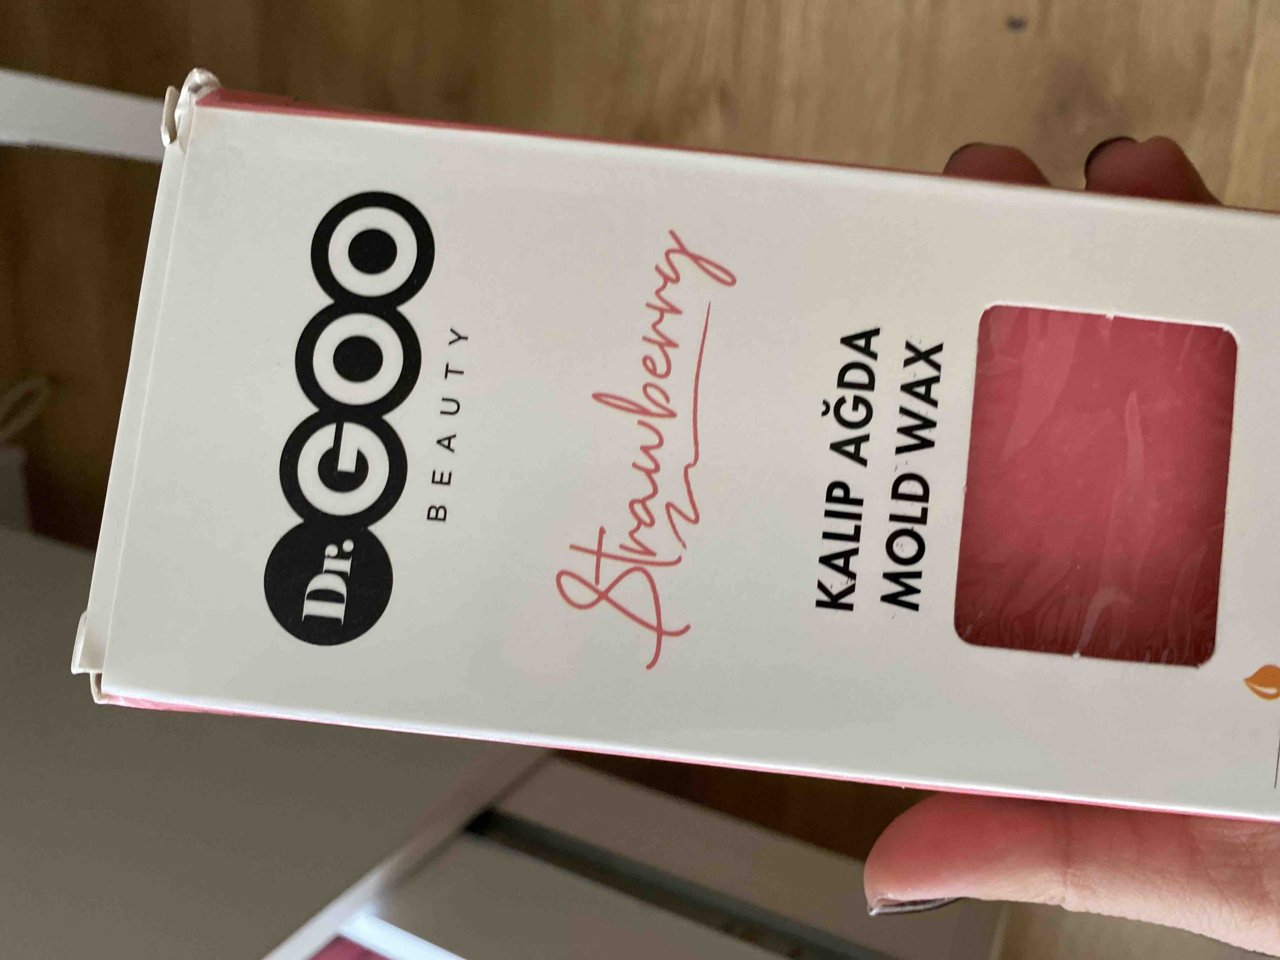 Dr. GOO
BEAUTY
Strawberry
KALIP AĞDA
MOLD WAX